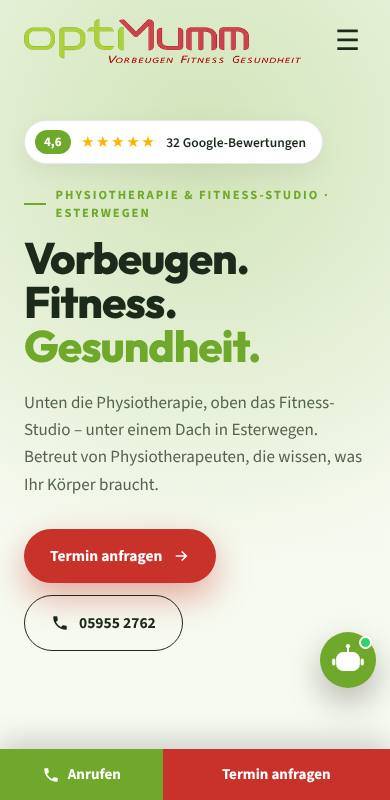 optiMumm
Vorbeugen Fitness Gesundheit
4,6 ★★★★★ 32 Google-Bewertungen
PHYSIOTHERAPIE & FITNESS-STUDIO ·
ESTERWEGEN
Vorbeugen.
Fitness.
Gesundheit.
Unten die Physiotherapie, oben das Fitness-
Studio – unter einem Dach in Esterwegen.
Betreut von Physiotherapeuten, die wissen, was
Ihr Körper braucht.
Termin anfragen →
05955 2762
Anrufen
Termin anfragen